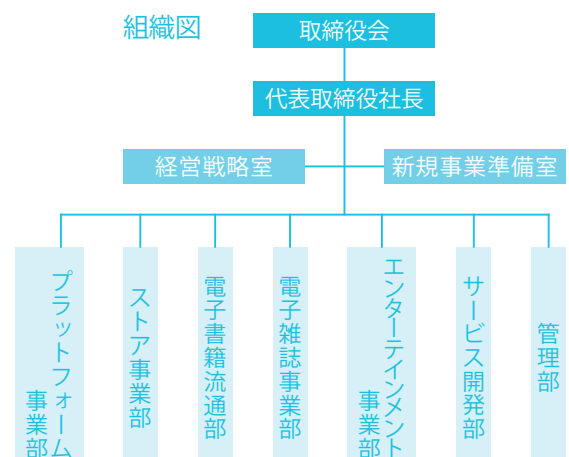 組織図
取締役会
代表取締役社長
経営戦略室
新規事業準備室
プラットフォーム
事業部
ストア事業部
電子書籍流通部
電子雑誌事業部
エンターテインメント
事業部
サービス開発部
管理部